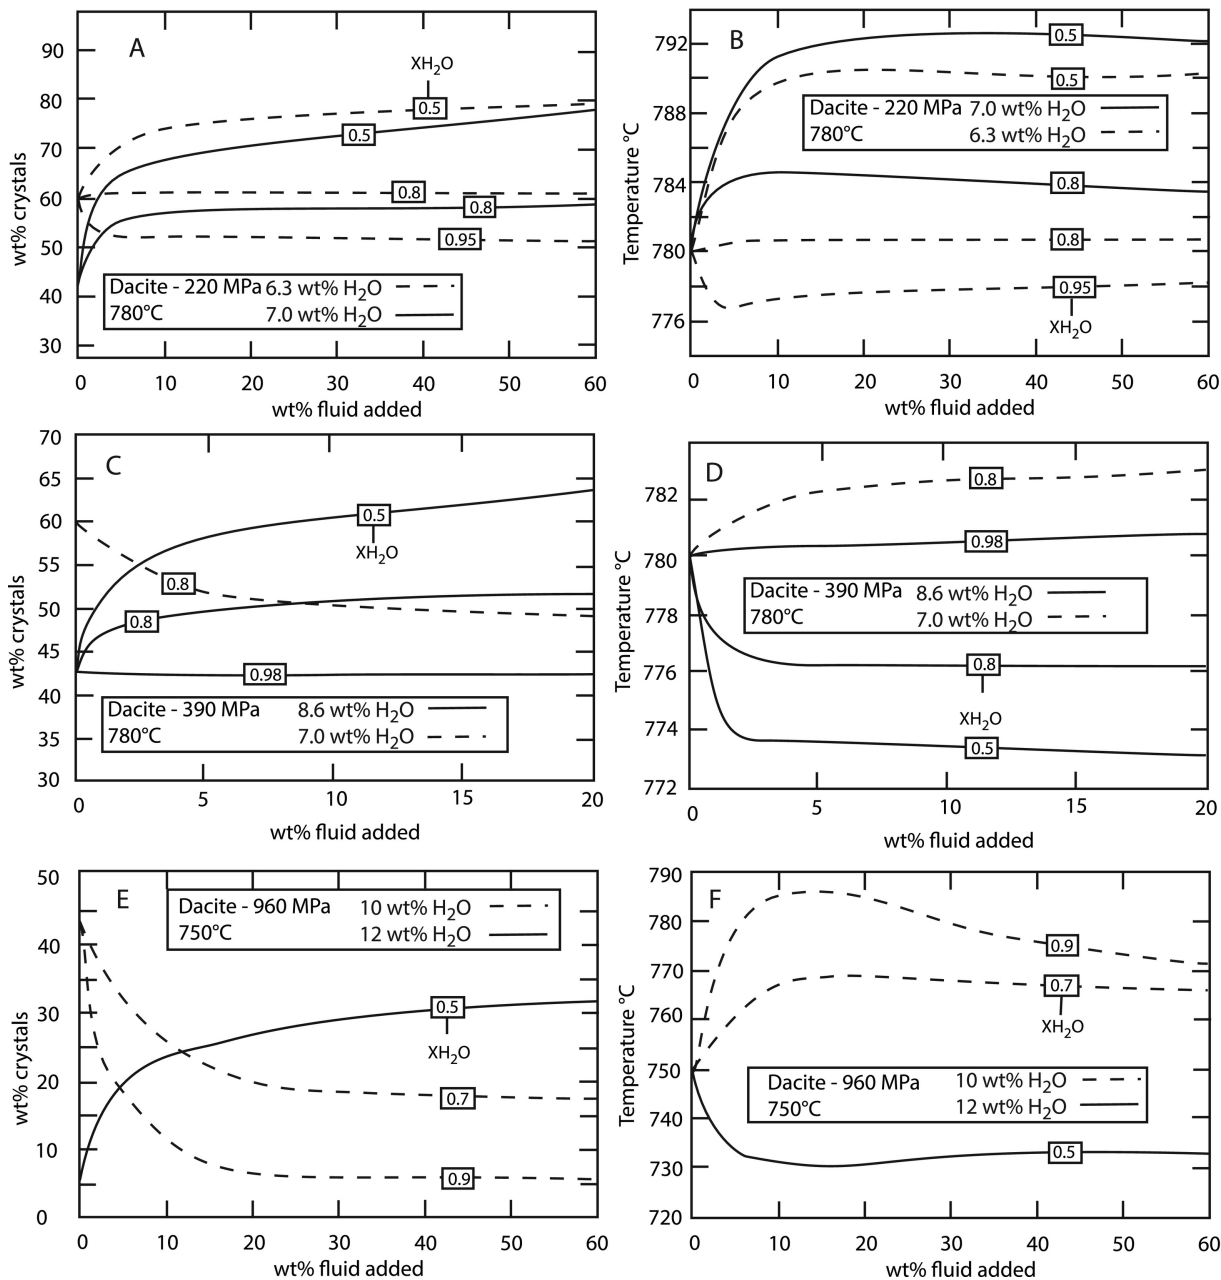 A
90
80
70
60
50
40
30
wt% crystals
XH2O
0.5
0.5
0.8
0.8
0.95
Dacite - 220 MPa 6.3 wt% H2O
780°C 7.0 wt% H2O
0 10 20 30 40 50 60
wt% fluid added
B
792
788
784
780
776
Temperature °C
0.5
0.5
Dacite - 220 MPa 7.0 wt% H2O
780°C 6.3 wt% H2O
0.8
0.8
0.95
XH2O
0 10 20 30 40 50 60
wt% fluid added
C
70
65
60
55
50
45
40
35
30
wt% crystals
0.5
XH2O
0.8
0.8
0.98
Dacite - 390 MPa 8.6 wt% H2O
780°C 7.0 wt% H2O
0 5 10 15 20
wt% fluid added
D
782
780
778
776
774
772
Temperature °C
0.8
0.98
Dacite - 390 MPa 8.6 wt% H2O
780°C 7.0 wt% H2O
0.8
XH2O
0.5
0 5 10 15 20
wt% fluid added
E
50
40
30
20
10
0
wt% crystals
Dacite - 960 MPa 10 wt% H2O
750°C 12 wt% H2O
0.5
XH2O
0.7
0.9
0 10 20 30 40 50 60
wt% fluid added
F
790
780
770
760
750
740
730
720
Temperature °C
0.9
0.7
XH2O
Dacite - 960 MPa 10 wt% H2O
750°C 12 wt% H2O
0.5
0 10 20 30 40 50 60
wt% fluid added